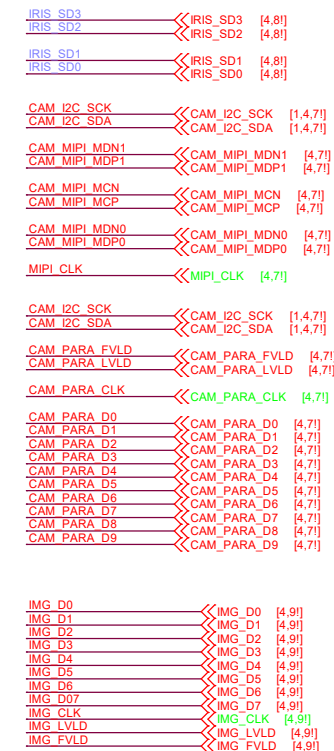 IRIS_SD3 IRIS_SD3 [4,8!]
IRIS_SD2 IRIS_SD2 [4,8!]
IRIS_SD1 IRIS_SD1 [4,8!]
IRIS_SD0 IRIS_SD0 [4,8!]
CAM_I2C_SCK CAM_I2C_SCK [1,4,7!]
CAM_I2C_SDA CAM_I2C_SDA [1,4,7!]
CAM_MIPI_MDN1 CAM_MIPI_MDN1 [4,7!]
CAM_MIPI_MDP1 CAM_MIPI_MDP1 [4,7!]
CAM_MIPI_MCN CAM_MIPI_MCN [4,7!]
CAM_MIPI_MCP CAM_MIPI_MCP [4,7!]
CAM_MIPI_MDN0 CAM_MIPI_MDN0 [4,7!]
CAM_MIPI_MDP0 CAM_MIPI_MDP0 [4,7!]
MIPI_CLK MIPI_CLK [4,7!]
CAM_I2C_SCK CAM_I2C_SCK [1,4,7!]
CAM_I2C_SDA CAM_I2C_SDA [1,4,7!]
CAM_PARA_FVLD CAM_PARA_FVLD [4,7!
CAM_PARA_LVLD CAM_PARA_LVLD [4,7!
CAM_PARA_CLK CAM_PARA_CLK [4,7!]
CAM_PARA_D0 CAM_PARA_D0 [4,7!]
CAM_PARA_D1 CAM_PARA_D1 [4,7!]
CAM_PARA_D2 CAM_PARA_D2 [4,7!]
CAM_PARA_D3 CAM_PARA_D3 [4,7!]
CAM_PARA_D4 CAM_PARA_D4 [4,7!]
CAM_PARA_D5 CAM_PARA_D5 [4,7!]
CAM_PARA_D6 CAM_PARA_D6 [4,7!]
CAM_PARA_D7 CAM_PARA_D7 [4,7!]
CAM_PARA_D8 CAM_PARA_D8 [4,7!]
CAM_PARA_D9 CAM_PARA_D9 [4,7!]
IMG_D0 IMG_D0 [4,9!]
IMG_D1 IMG_D1 [4,9!]
IMG_D2 IMG_D2 [4,9!]
IMG_D3 IMG_D3 [4,9!]
IMG_D4 IMG_D4 [4,9!]
IMG_D5 IMG_D5 [4,9!]
IMG_D6 IMG_D6 [4,9!]
IMG_D07 IMG_D7 [4,9!]
IMG_CLK IMG_CLK [4,9!]
IMG_LVLD IMG_LVLD [4,9!]
IMG_FVLD IMG_FVLD [4,9!]